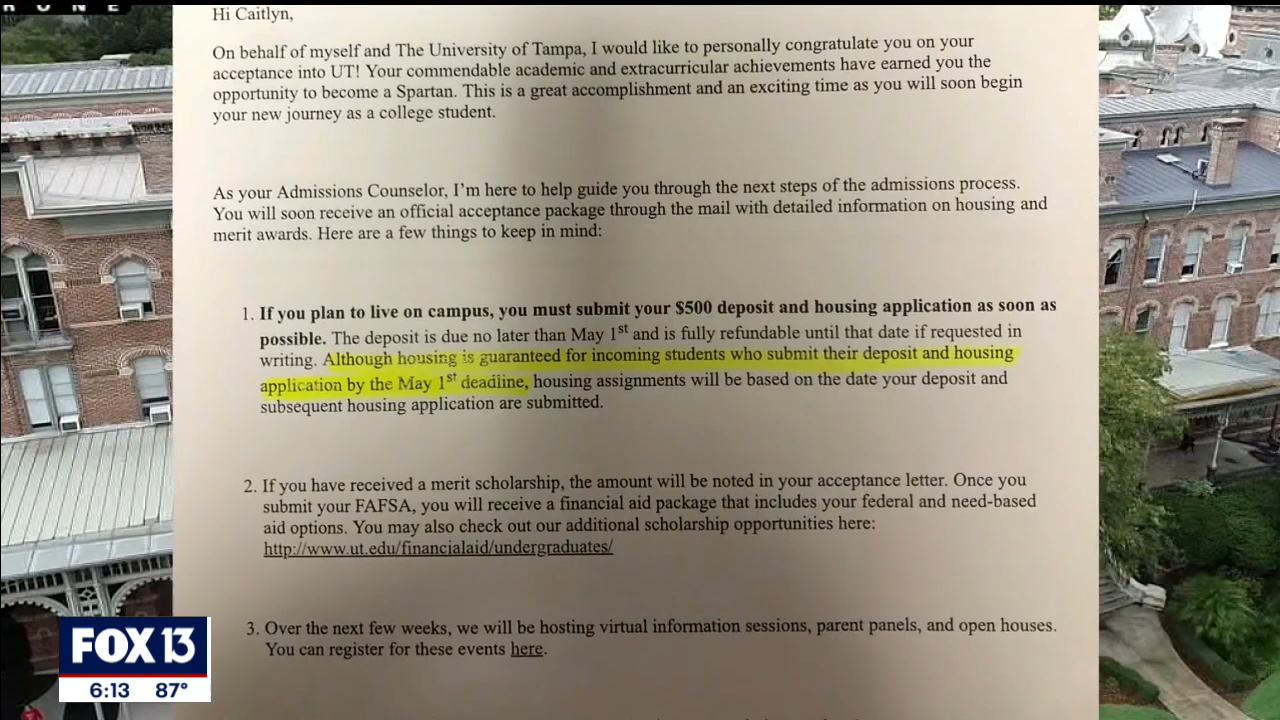 R O N E
Hi Caitlyn,
On behalf of myself and The University of Tampa, I would like to personally congratulate you on your
acceptance into UT! Your commendable academic and extracurricular achievements have earned you the
opportunity to become a Spartan. This is a great accomplishment and an exciting time as you will soon begin
your new journey as a college student.
As your Admissions Counselor, I'm here to help guide you through the next steps of the admissions process.
You will soon receive an official acceptance package through the mail with detailed information on housing and
merit awards. Here are a few things to keep in mind:
1. If you plan to live on campus, you must submit your $500 deposit and housing application as soon as
possible. The deposit is due no later than May 1st and is fully refundable until that date if requested in
writing. Although housing is guaranteed for incoming students who submit their deposit and housing
application by the May 1st deadline, housing assignments will be based on the date your deposit and
subsequent housing application are submitted.
2. If you have received a merit scholarship, the amount will be noted in your acceptance letter. Once you
submit your FAFSA, you will receive a financial aid package that includes your federal and need-based
aid options. You may also check out our additional scholarship opportunities here:
http://www.ut.edu/financialaid/undergraduates/
3. Over the next few weeks, we will be hosting virtual information sessions, parent panels, and open houses.
You can register for these events here.
FOX 13
6:13 87°